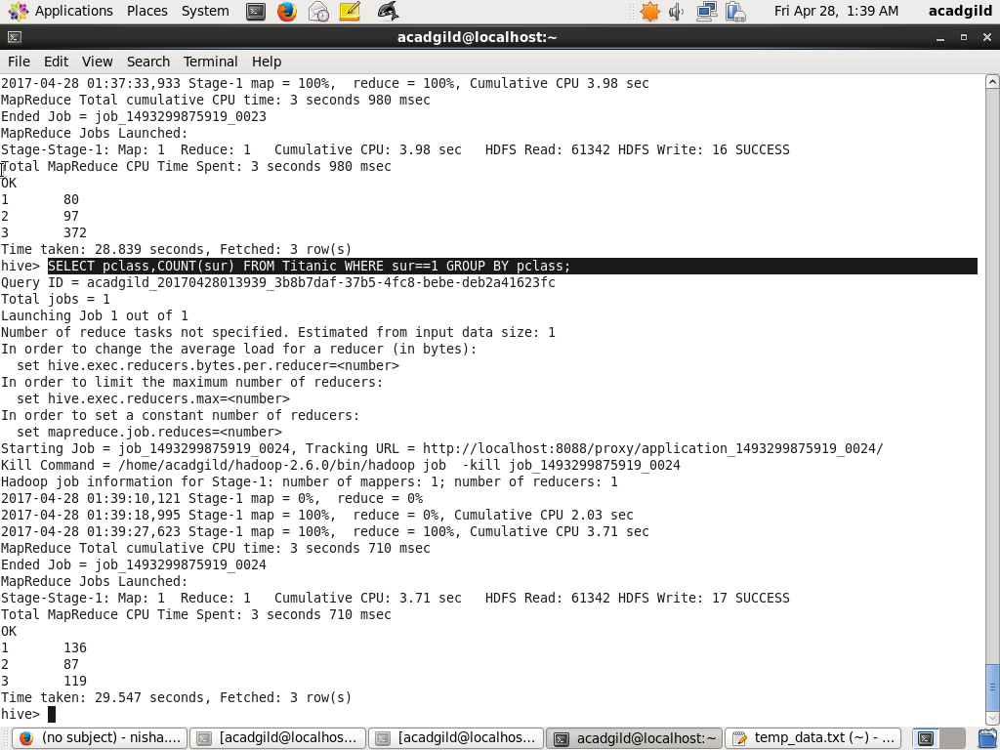 Applications Places System Fri Apr 28, 1:39 AM acadgild
acadgild@localhost:~
File Edit View Search Terminal Help
2017-04-28 01:37:33,933 Stage-1 map = 100%,  reduce = 100%, Cumulative CPU 3.98 sec
MapReduce Total cumulative CPU time: 3 seconds 980 msec
Ended Job = job_1493299875919_0023
MapReduce Jobs Launched:
Stage-Stage-1: Map: 1  Reduce: 1   Cumulative CPU: 3.98 sec   HDFS Read: 61342 HDFS Write: 16 SUCCESS
Total MapReduce CPU Time Spent: 3 seconds 980 msec
OK
1       80
2       97
3       372
Time taken: 28.839 seconds, Fetched: 3 row(s)
hive> SELECT pclass,COUNT(sur) FROM Titanic WHERE sur==1 GROUP BY pclass;
Query ID = acadgild_20170428013939_3b8b7daf-37b5-4fc8-bebe-deb2a41623fc
Total jobs = 1
Launching Job 1 out of 1
Number of reduce tasks not specified. Estimated from input data size: 1
In order to change the average load for a reducer (in bytes):
  set hive.exec.reducers.bytes.per.reducer=<number>
In order to limit the maximum number of reducers:
  set hive.exec.reducers.max=<number>
In order to set a constant number of reducers:
  set mapreduce.job.reduces=<number>
Starting Job = job_1493299875919_0024, Tracking URL = http://localhost:8088/proxy/application_1493299875919_0024/
Kill Command = /home/acadgild/hadoop-2.6.0/bin/hadoop job  -kill job_1493299875919_0024
Hadoop job information for Stage-1: number of mappers: 1; number of reducers: 1
2017-04-28 01:39:10,121 Stage-1 map = 0%,  reduce = 0%
2017-04-28 01:39:18,995 Stage-1 map = 100%,  reduce = 0%, Cumulative CPU 2.03 sec
2017-04-28 01:39:27,623 Stage-1 map = 100%,  reduce = 100%, Cumulative CPU 3.71 sec
MapReduce Total cumulative CPU time: 3 seconds 710 msec
Ended Job = job_1493299875919_0024
MapReduce Jobs Launched:
Stage-Stage-1: Map: 1  Reduce: 1   Cumulative CPU: 3.71 sec   HDFS Read: 61342 HDFS Write: 17 SUCCESS
Total MapReduce CPU Time Spent: 3 seconds 710 msec
OK
1       136
2       87
3       119
Time taken: 29.547 seconds, Fetched: 3 row(s)
hive>
(no subject) - nisha.... [acadgild@localhos... [acadgild@localhos... acadgild@localhost:~ temp_data.txt (~) - ...